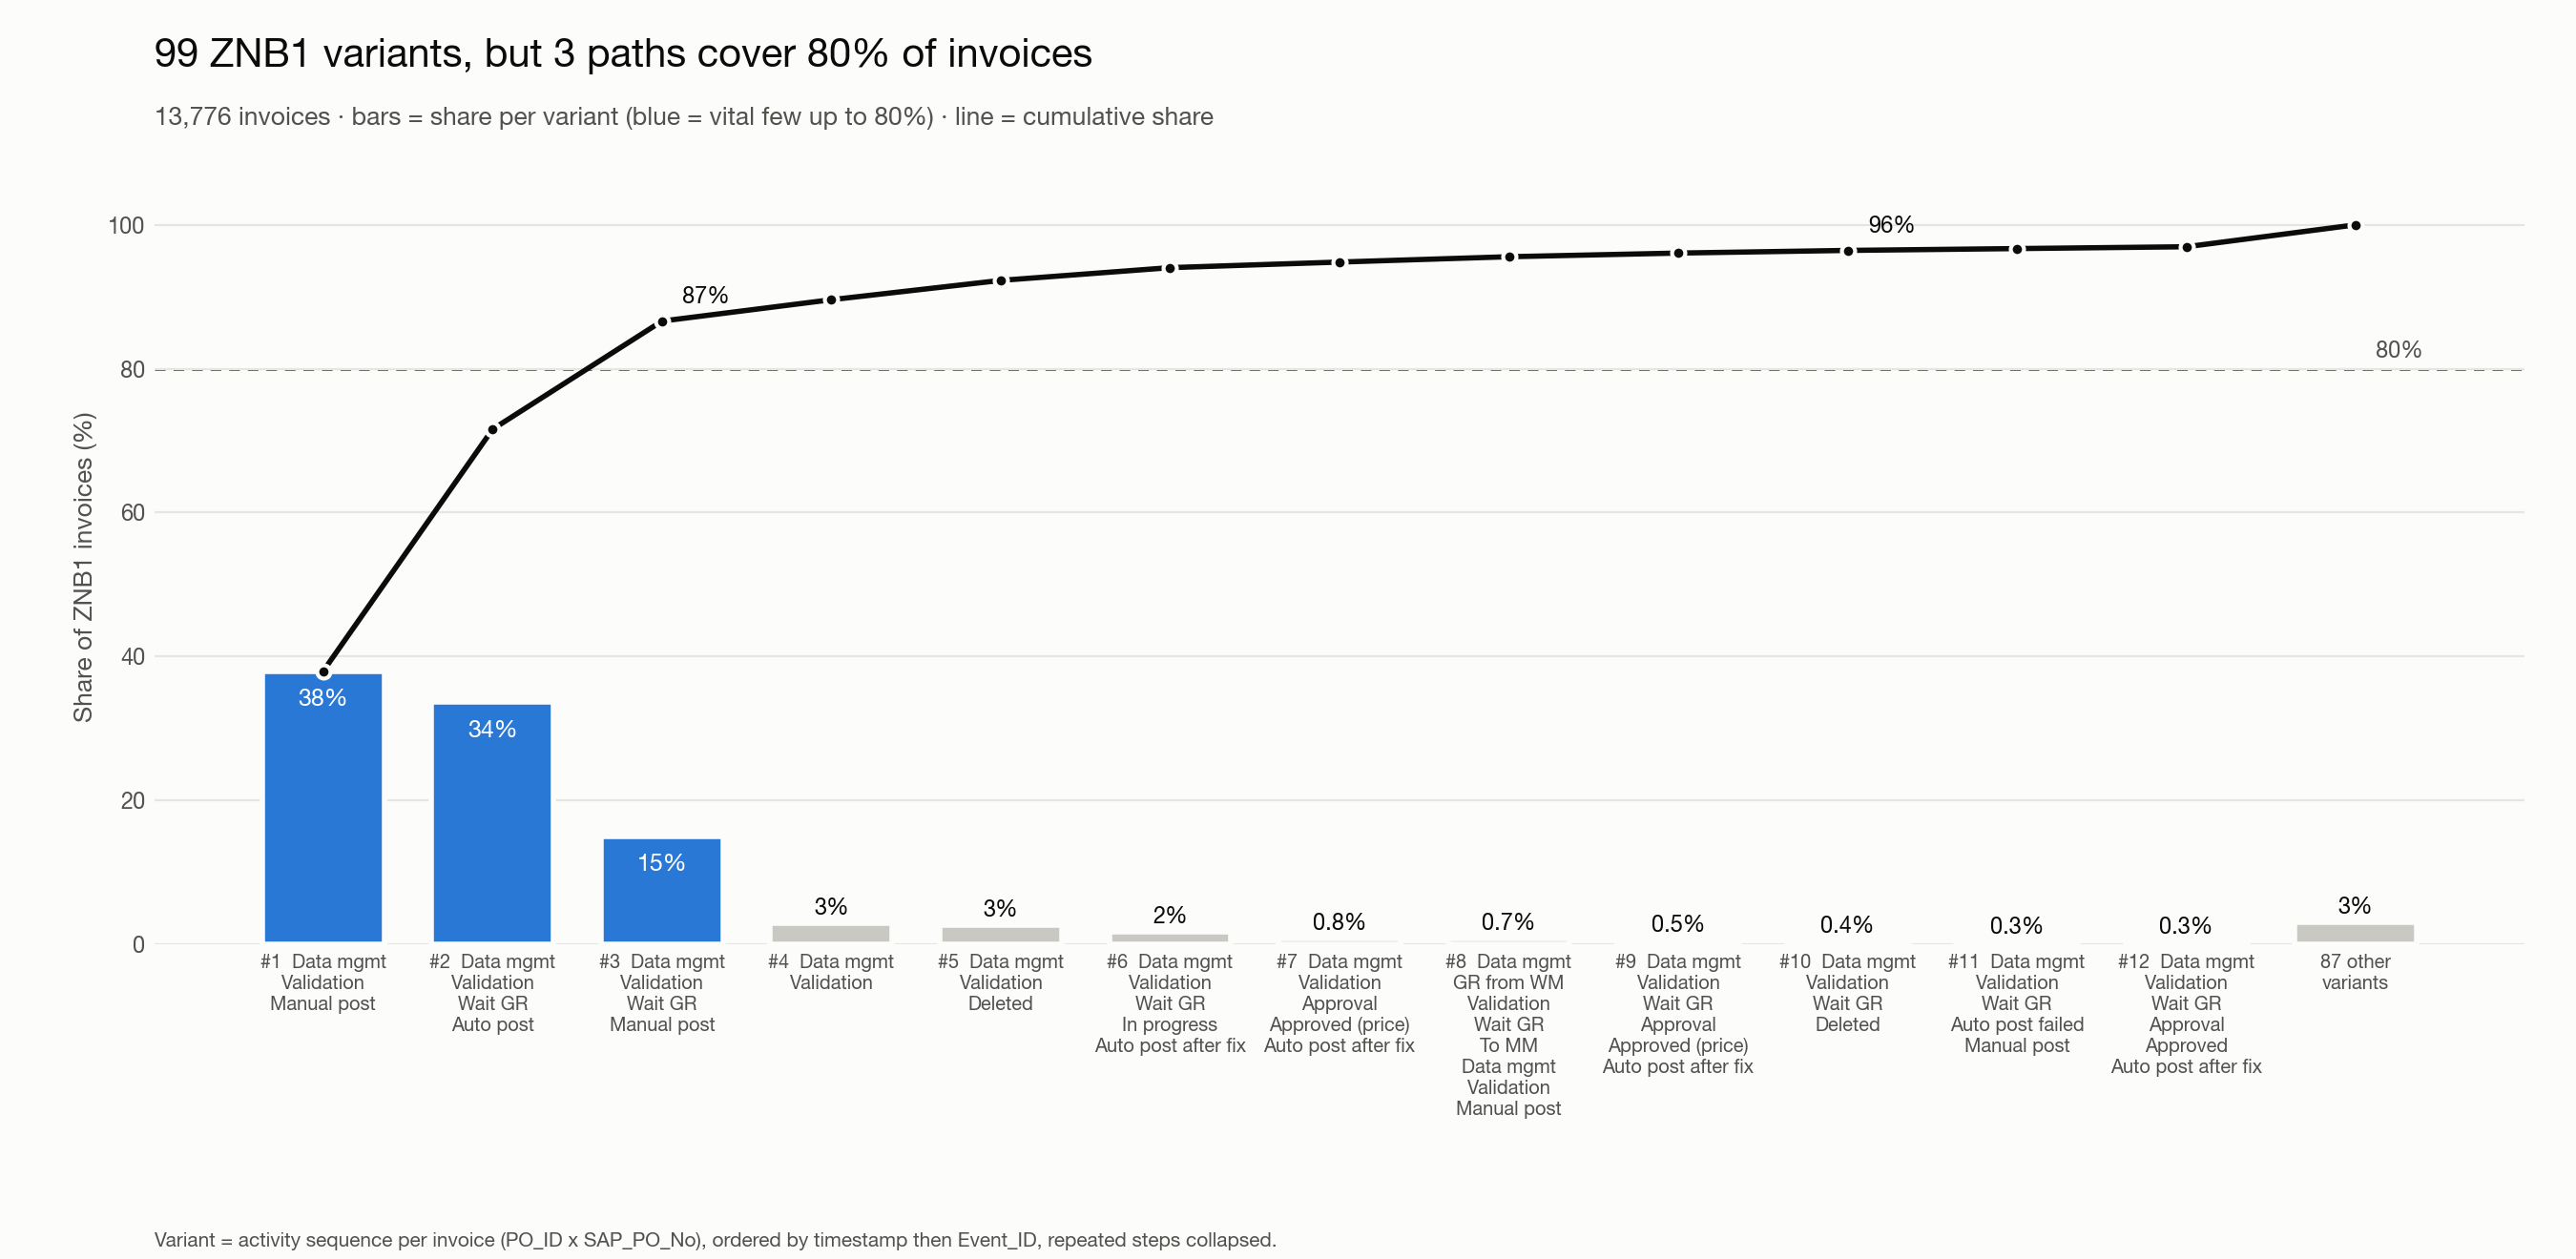 99 ZNB1 variants, but 3 paths cover 80% of invoices
13,776 invoices · bars = share per variant (blue = vital few up to 80%) · line = cumulative share
Share of ZNB1 invoices (%)
100
80
60
40
20
0
87%
96%
80%
38%
34%
15%
3%
3%
2%
0.8%
0.7%
0.5%
0.4%
0.3%
0.3%
3%
#1 Data mgmt
Validation
Manual post
#2 Data mgmt
Validation
Wait GR
Auto post
#3 Data mgmt
Validation
Wait GR
Manual post
#4 Data mgmt
Validation
#5 Data mgmt
Validation
Deleted
#6 Data mgmt
Validation
Wait GR
In progress
Auto post after fix
#7 Data mgmt
Validation
Approval
Approved (price)
Auto post after fix
#8 Data mgmt
GR from WM
Validation
Wait GR
To MM
Data mgmt
Validation
Manual post
#9 Data mgmt
Validation
Wait GR
Approval
Approved (price)
Auto post after fix
#10 Data mgmt
Validation
Wait GR
Deleted
#11 Data mgmt
Validation
Wait GR
Auto post failed
Manual post
#12 Data mgmt
Validation
Wait GR
Approval
Approved
Auto post after fix
87 other
variants
Variant = activity sequence per invoice (PO_ID x SAP_PO_No), ordered by timestamp then Event_ID, repeated steps collapsed.